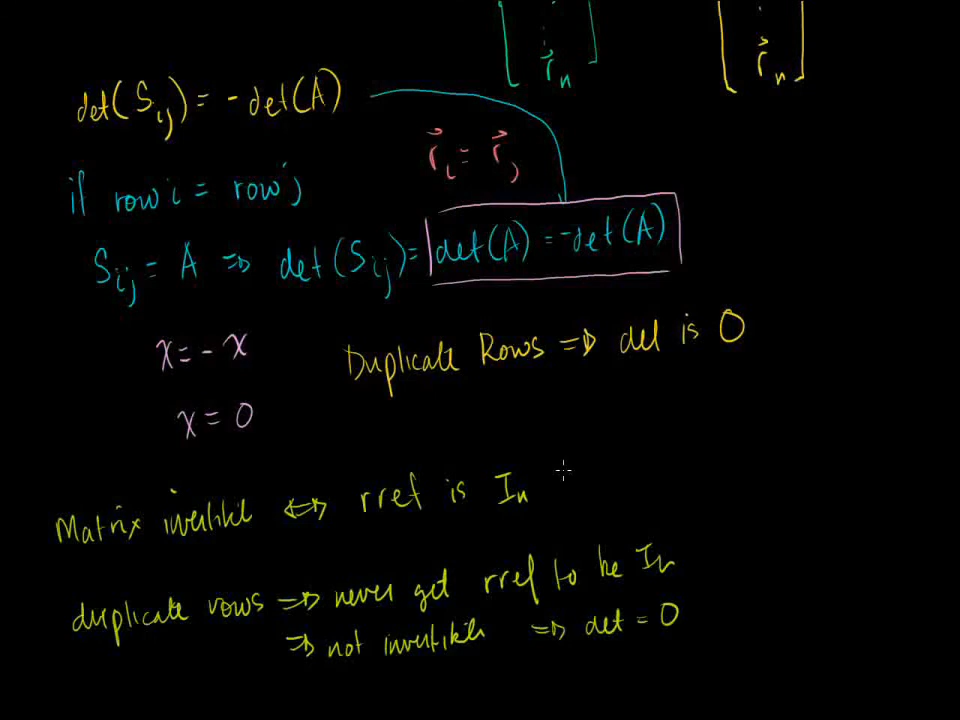 ⋮ ⋮
r⃗ₙ r⃗ₙ
det(Sᵢⱼ) = -det(A)
r⃗ᵢ = r⃗ⱼ
if row i = row j
Sᵢⱼ = A ⇒ det(Sᵢⱼ) = det(A) = -det(A)
x = -x
Duplicate Rows ⇒ det is 0
x = 0
Matrix invertible ⇔ rref is Iₙ
duplicate rows ⇒ never get rref to be Iₙ
⇒ not invertible ⇒ det = 0